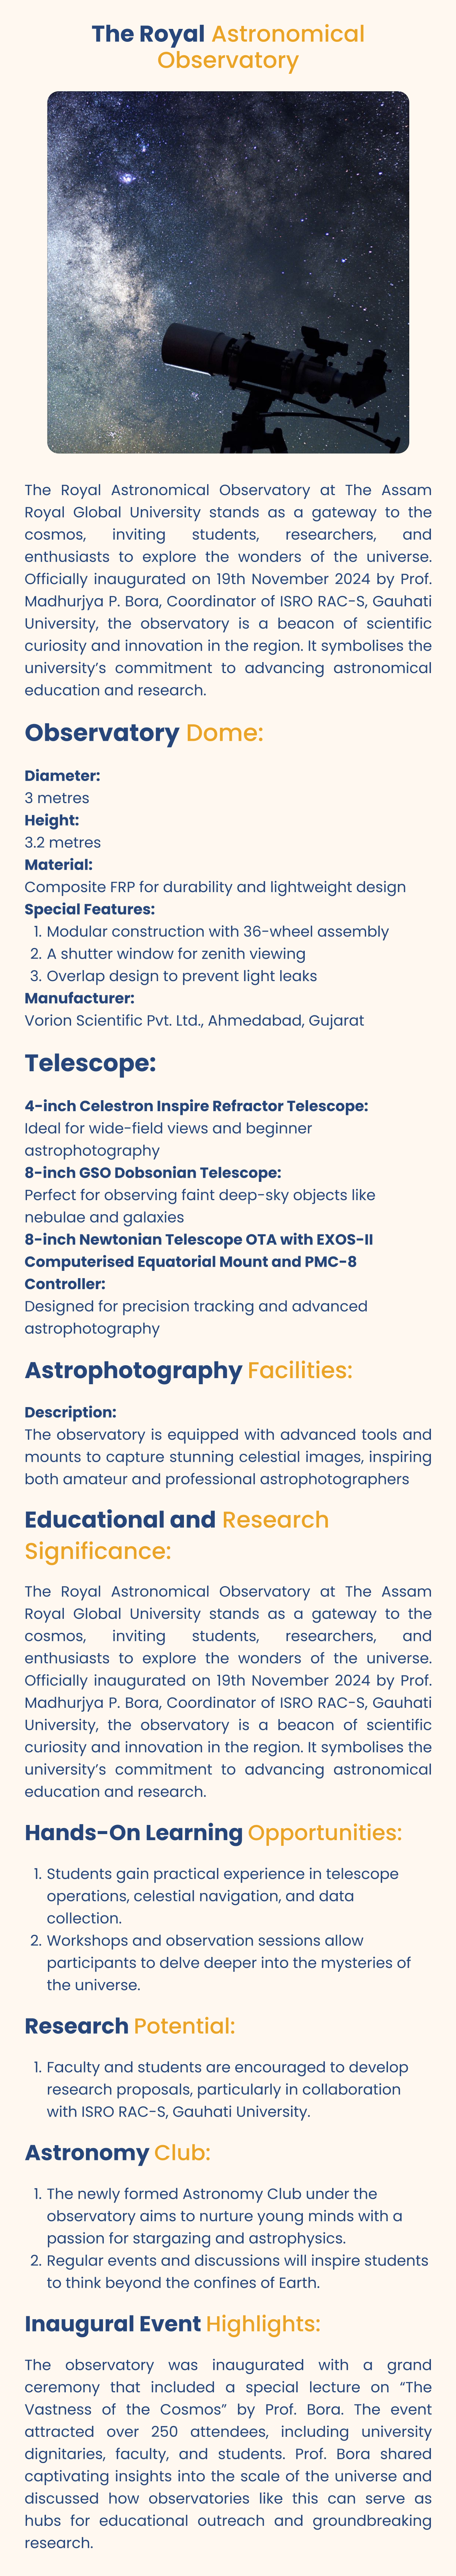 The Royal Astronomical
Observatory
The Royal Astronomical Observatory at The Assam
Royal Global University stands as a gateway to the
cosmos, inviting students, researchers, and
enthusiasts to explore the wonders of the universe.
Officially inaugurated on 19th November 2024 by Prof.
Madhurjya P. Bora, Coordinator of ISRO RAC-S, Gauhati
University, the observatory is a beacon of scientific
curiosity and innovation in the region. It symbolises the
university’s commitment to advancing astronomical
education and research.
Observatory Dome:
Diameter:
3 metres
Height:
3.2 metres
Material:
Composite FRP for durability and lightweight design
Special Features:
1. Modular construction with 36-wheel assembly
2. A shutter window for zenith viewing
3. Overlap design to prevent light leaks
Manufacturer:
Vorion Scientific Pvt. Ltd., Ahmedabad, Gujarat
Telescope:
4-inch Celestron Inspire Refractor Telescope:
Ideal for wide-field views and beginner
astrophotography
8-inch GSO Dobsonian Telescope:
Perfect for observing faint deep-sky objects like
nebulae and galaxies
8-inch Newtonian Telescope OTA with EXOS-II
Computerised Equatorial Mount and PMC-8
Controller:
Designed for precision tracking and advanced
astrophotography
Astrophotography Facilities:
Description:
The observatory is equipped with advanced tools and
mounts to capture stunning celestial images, inspiring
both amateur and professional astrophotographers
Educational and Research
Significance:
The Royal Astronomical Observatory at The Assam
Royal Global University stands as a gateway to the
cosmos, inviting students, researchers, and
enthusiasts to explore the wonders of the universe.
Officially inaugurated on 19th November 2024 by Prof.
Madhurjya P. Bora, Coordinator of ISRO RAC-S, Gauhati
University, the observatory is a beacon of scientific
curiosity and innovation in the region. It symbolises the
university’s commitment to advancing astronomical
education and research.
Hands-On Learning Opportunities:
1. Students gain practical experience in telescope
operations, celestial navigation, and data
collection.
2. Workshops and observation sessions allow
participants to delve deeper into the mysteries of
the universe.
Research Potential:
1. Faculty and students are encouraged to develop
research proposals, particularly in collaboration
with ISRO RAC-S, Gauhati University.
Astronomy Club:
1. The newly formed Astronomy Club under the
observatory aims to nurture young minds with a
passion for stargazing and astrophysics.
2. Regular events and discussions will inspire students
to think beyond the confines of Earth.
Inaugural Event Highlights:
The observatory was inaugurated with a grand
ceremony that included a special lecture on “The
Vastness of the Cosmos” by Prof. Bora. The event
attracted over 250 attendees, including university
dignitaries, faculty, and students. Prof. Bora shared
captivating insights into the scale of the universe and
discussed how observatories like this can serve as
hubs for educational outreach and groundbreaking
research.